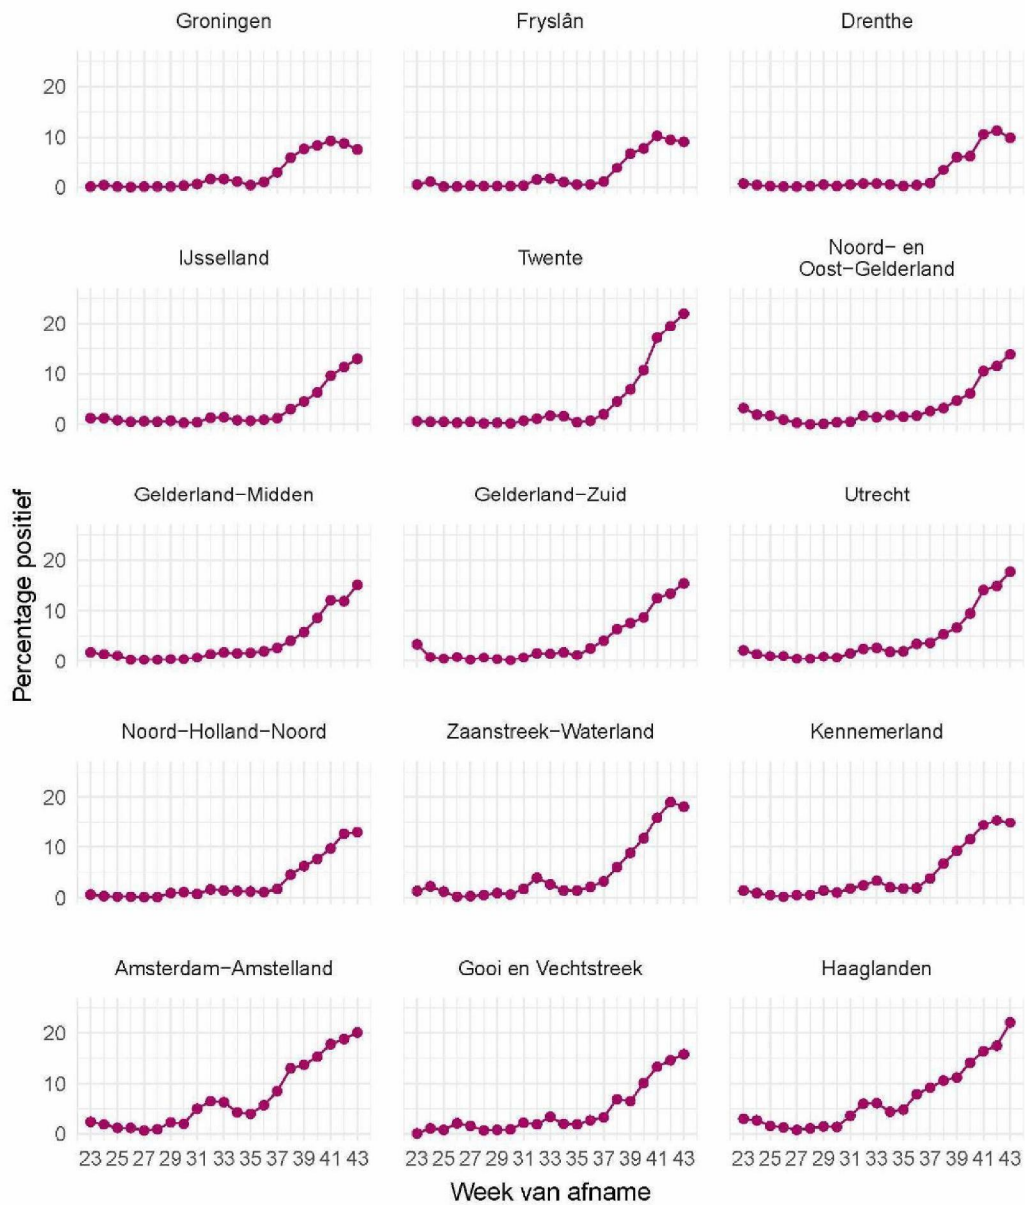 Groningen
Fryslân
Drenthe
20
10
0
IJsselland
Twente
Noord- en
Oost-Gelderland
20
10
0
Gelderland-Midden
Gelderland-Zuid
Utrecht
20
10
0
Percentage positief
Noord-Holland-Noord
Zaanstreek-Waterland
Kennemerland
20
10
0
Amsterdam-Amstelland
Gooi en Vechtstreek
Haaglanden
20
10
0
23 25 27 29 31 33 35 37 39 41 43
23 25 27 29 31 33 35 37 39 41 43
23 25 27 29 31 33 35 37 39 41 43
Week van afname